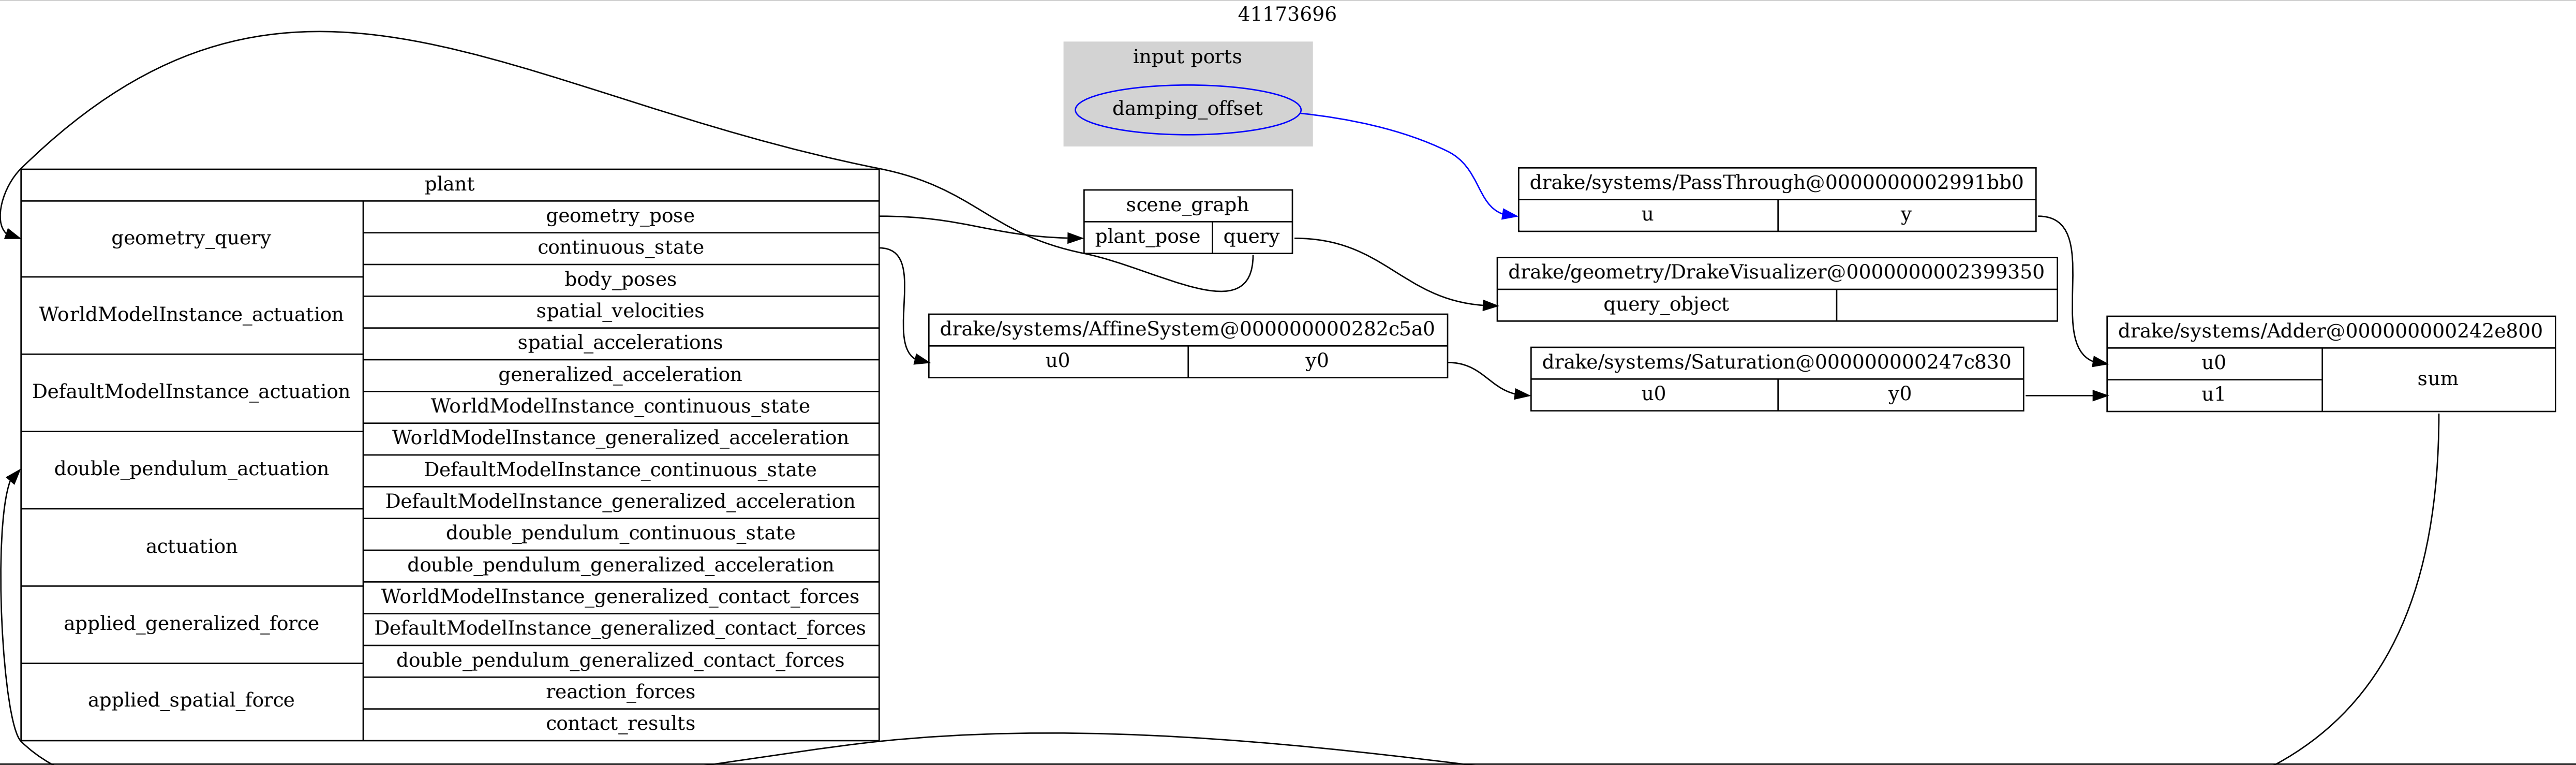 41173696
input ports
damping_offset
plant
geometry_query
WorldModelInstance_actuation
DefaultModelInstance_actuation
double_pendulum_actuation
actuation
applied_generalized_force
applied_spatial_force
geometry_pose
continuous_state
body_poses
spatial_velocities
spatial_accelerations
generalized_acceleration
WorldModelInstance_continuous_state
WorldModelInstance_generalized_acceleration
DefaultModelInstance_continuous_state
DefaultModelInstance_generalized_acceleration
double_pendulum_continuous_state
double_pendulum_generalized_acceleration
WorldModelInstance_generalized_contact_forces
DefaultModelInstance_generalized_contact_forces
double_pendulum_generalized_contact_forces
reaction_forces
contact_results
scene_graph
plant_pose query
drake/systems/AffineSystem@000000000282c5a0
u0 y0
drake/systems/PassThrough@0000000002991bb0
u y
drake/geometry/DrakeVisualizer@0000000002399350
query_object
drake/systems/Saturation@000000000247c830
u0 y0
drake/systems/Adder@000000000242e800
u0
u1
sum